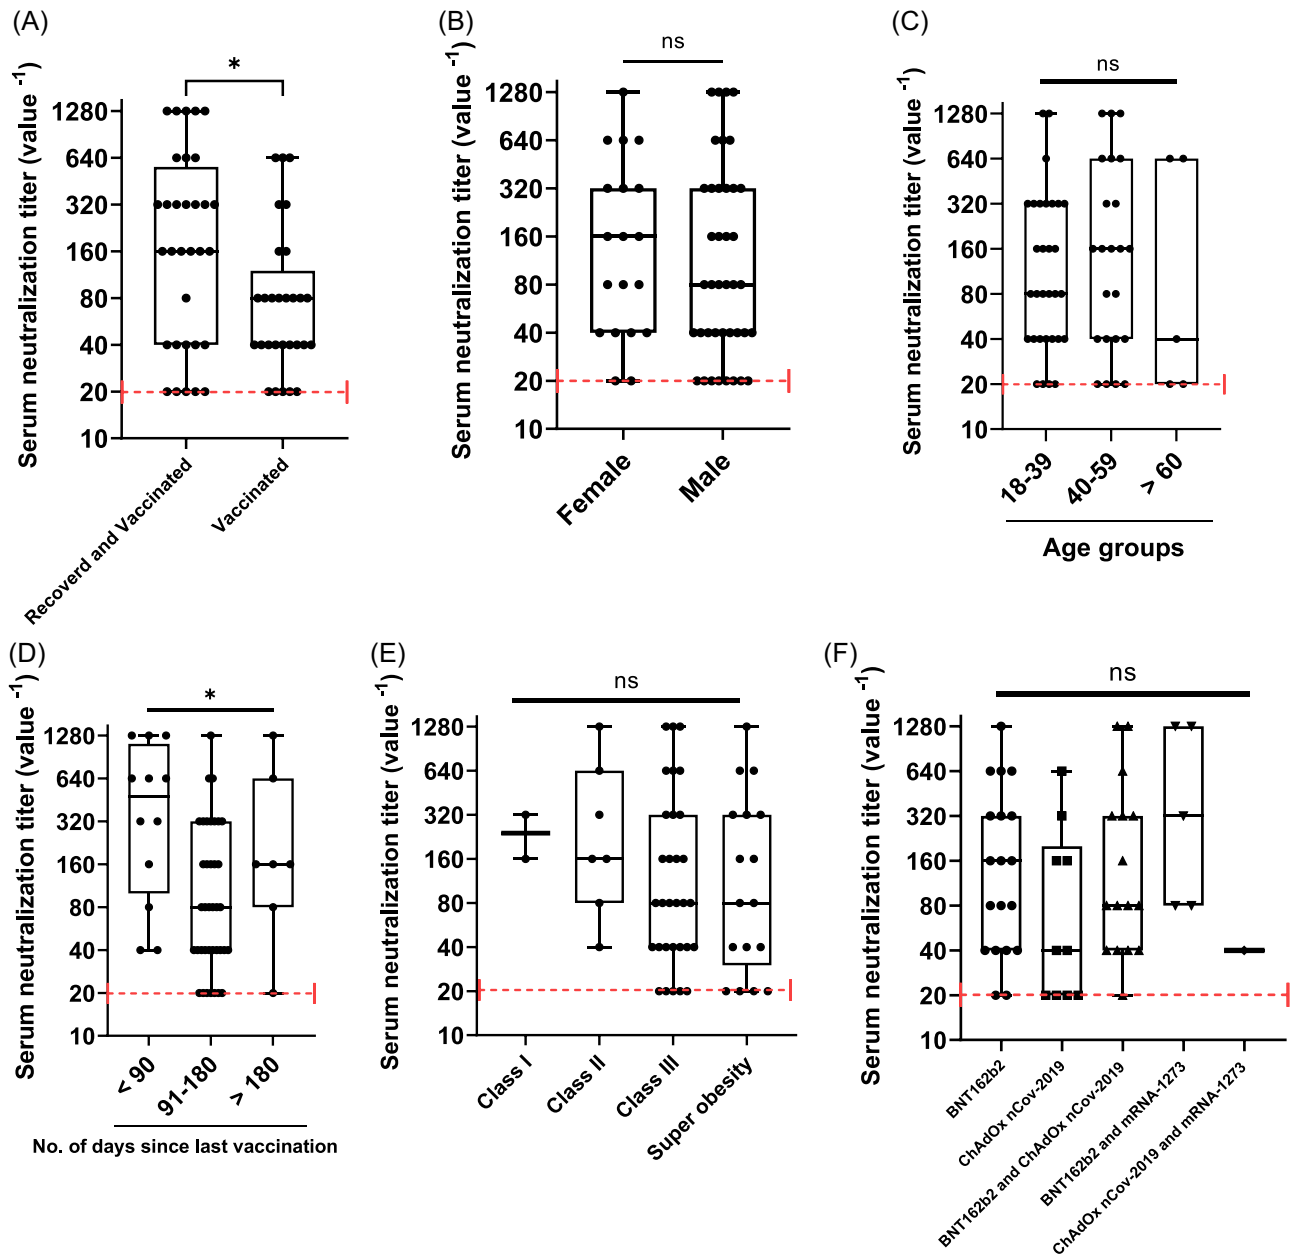 (A)
Serum neutralization titer (value -1)
*
1280
640
320
160
80
40
20
10
Recoverd and Vaccinated
Vaccinated
(B)
Serum neutralization titer (value -1)
ns
1280
640
320
160
80
40
20
10
Female
Male
(C)
Serum neutralization titer (value -1)
ns
1280
640
320
160
80
40
20
10
18-39
40-59
> 60
Age groups
(D)
Serum neutralization titer (value -1)
*
1280
640
320
160
80
40
20
10
< 90
91-180
> 180
No. of days since last vaccination
(E)
Serum neutralization titer (value -1)
ns
1280
640
320
160
80
40
20
10
Class I
Class II
Class III
Super obesity
(F)
Serum neutralization titer (value -1)
ns
1280
640
320
160
80
40
20
10
BNT162b2
ChAdOx nCov-2019
BNT162b2 and ChAdOx nCov-2019
BNT162b2 and mRNA-1273
ChAdOx nCov-2019 and mRNA-1273